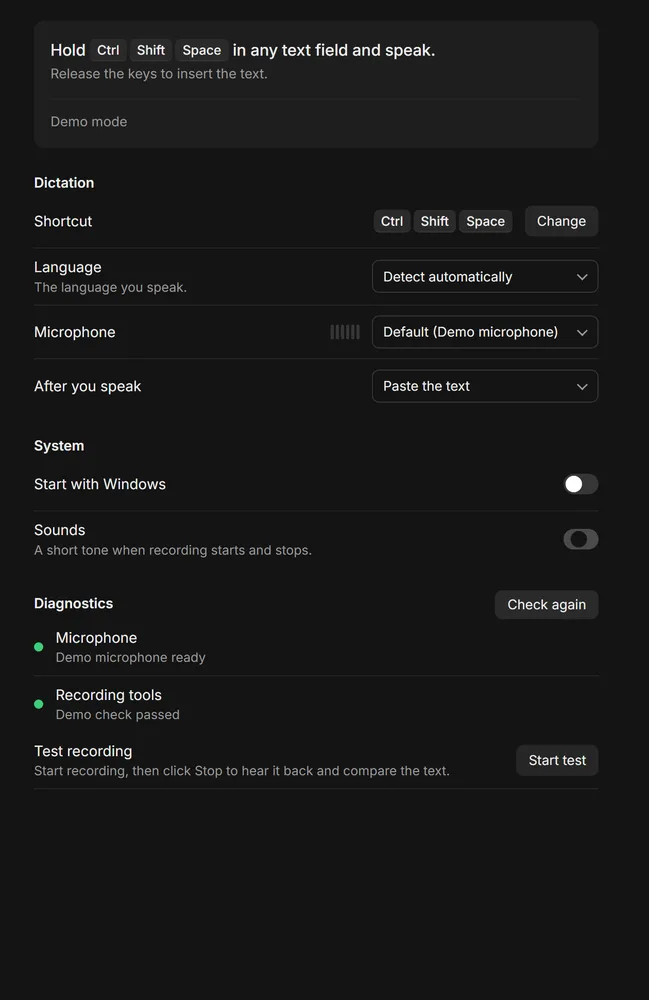 Hold Ctrl Shift Space in any text field and speak.
Release the keys to insert the text.
Demo mode
Dictation
Shortcut Ctrl Shift Space Change
Language
The language you speak.
Detect automatically
Microphone Default (Demo microphone)
After you speak Paste the text
System
Start with Windows
Sounds
A short tone when recording starts and stops.
Diagnostics Check again
Microphone
Demo microphone ready
Recording tools
Demo check passed
Test recording
Start recording, then click Stop to hear it back and compare the text.
Start test